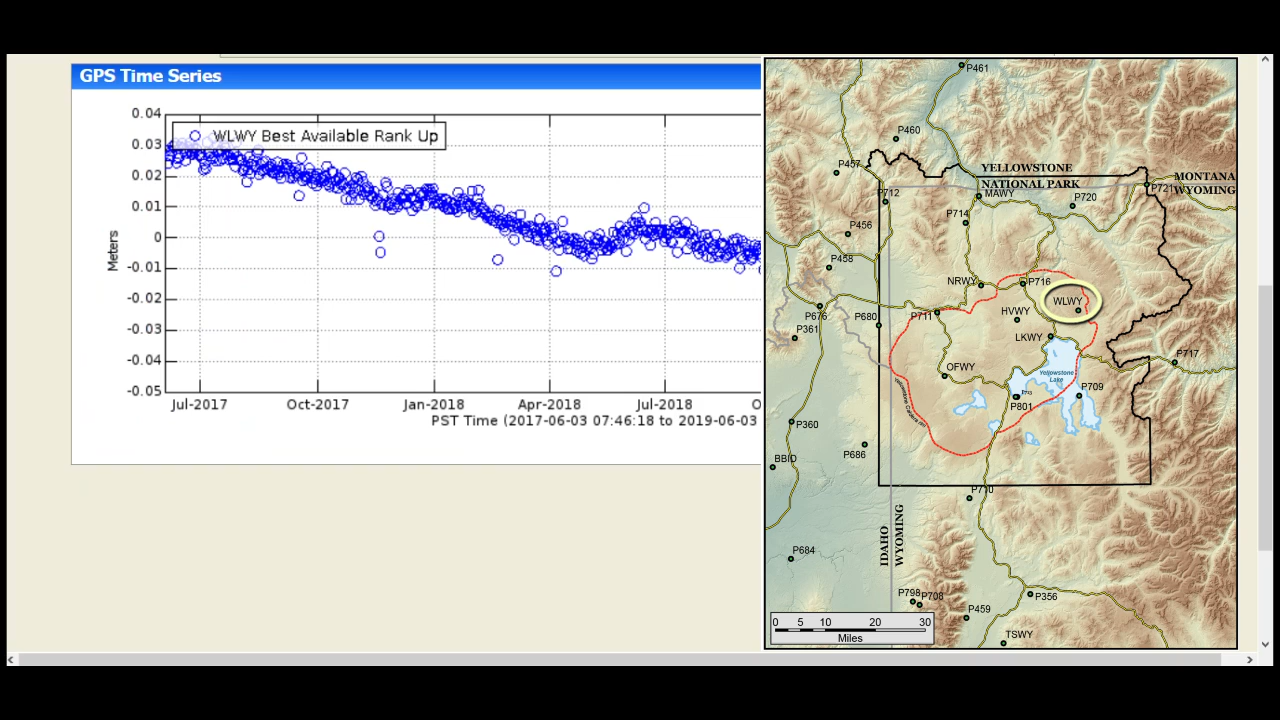 GPS Time Series
WLWY Best Available Rank Up
0.04
0.03
0.02
0.01
0
-0.01
-0.02
-0.03
-0.04
-0.05
Meters
Jul-2017
Oct-2017
Jan-2018
Apr-2018
Jul-2018
O
PST Time (2017-06-03 07:46:18 to 2019-06-03
P461
P460
P457
YELLOWSTONE
NATIONAL PARK
MONTANA
WYOMING
P721
P712
MAWY
P720
P714
P456
P458
NRWY
P716
WLWY
P676
P680
P711
HVWY
P361
LKWY
P717
OFWY
Yellowstone
Lake
P709
P801
P360
P686
BBID
P710
IDAHO
WYOMING
P684
P798
P708
P356
P459
TSWY
0 5 10 20 30
Miles